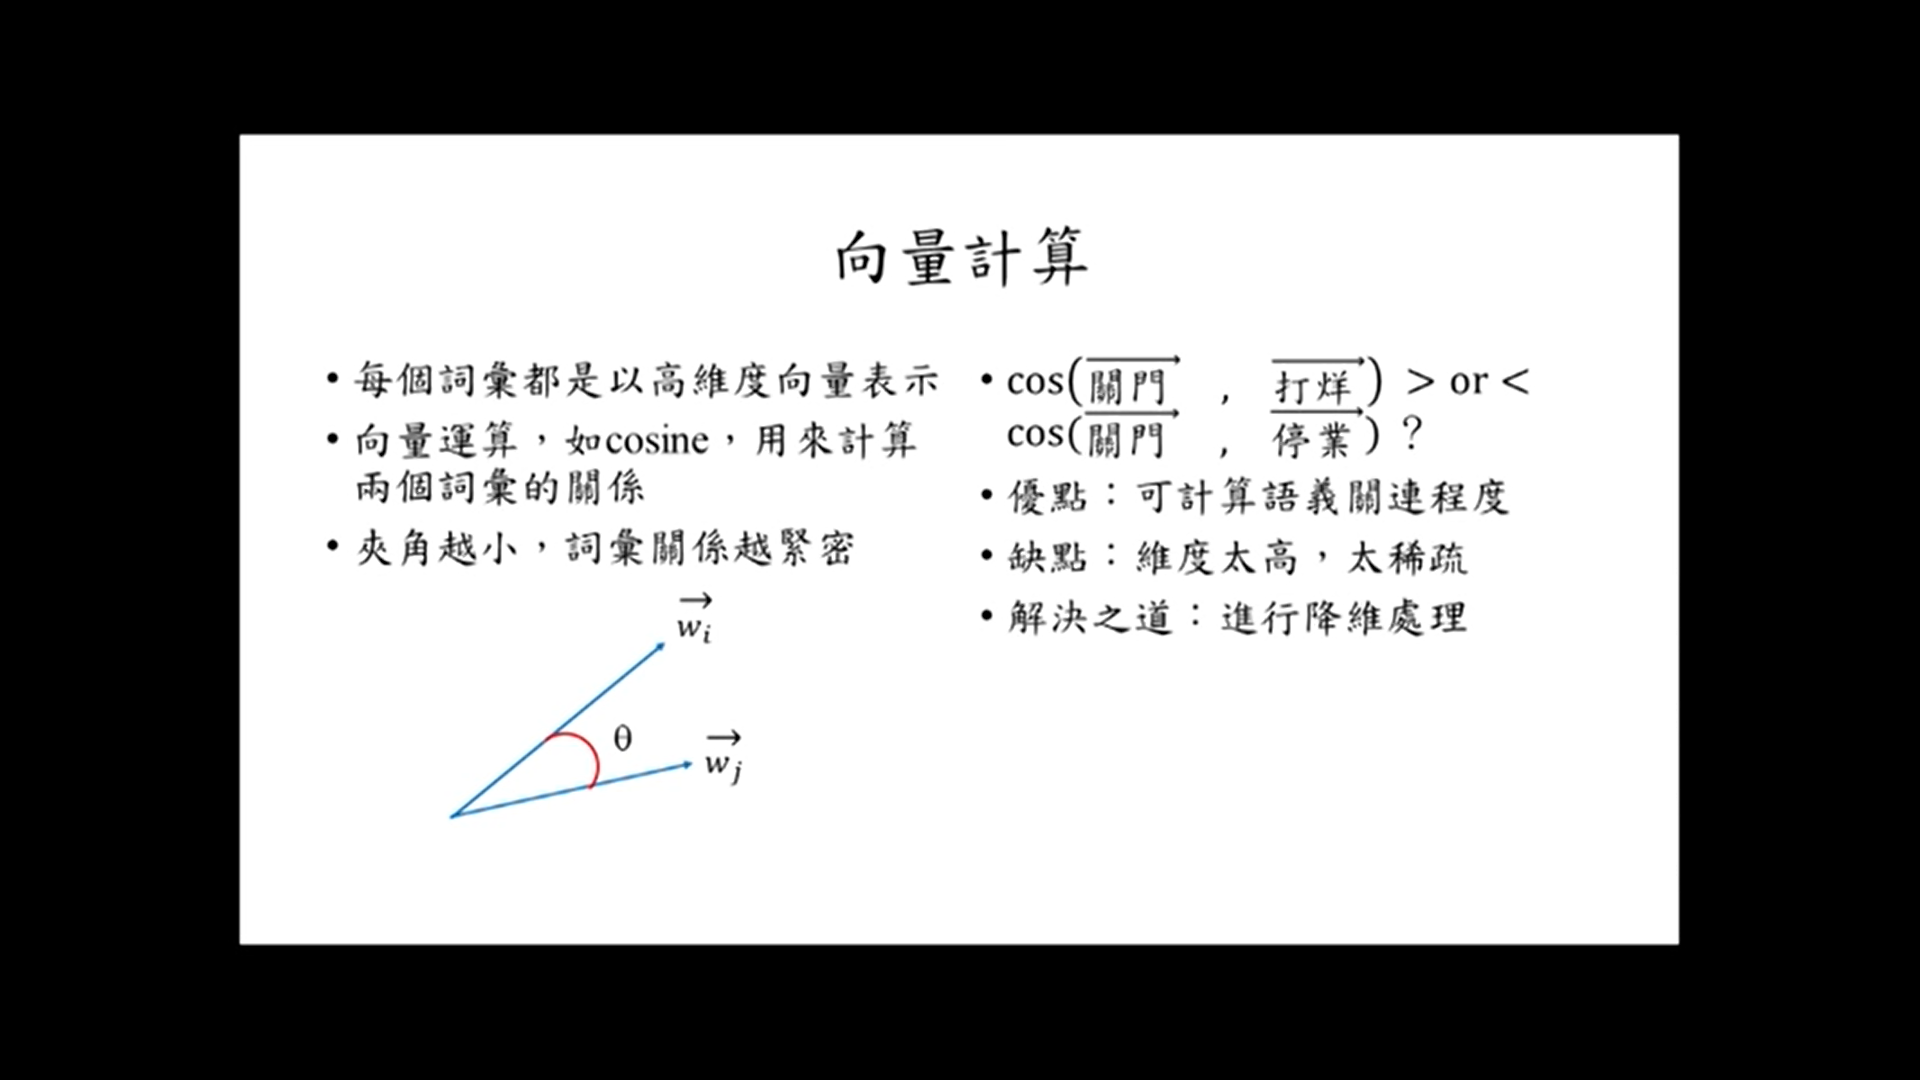 向量計算
• 每個詞彙都是以高維度向量表示
• 向量運算，如cosine，用來計算
兩個詞彙的關係
• 夾角越小，詞彙關係越緊密
w_i
θ
w_j
• cos(關門 , 打烊) > or <
cos(關門 , 停業)？
• 優點：可計算語義關連程度
• 缺點：維度太高，太稀疏
• 解決之道：進行降維處理